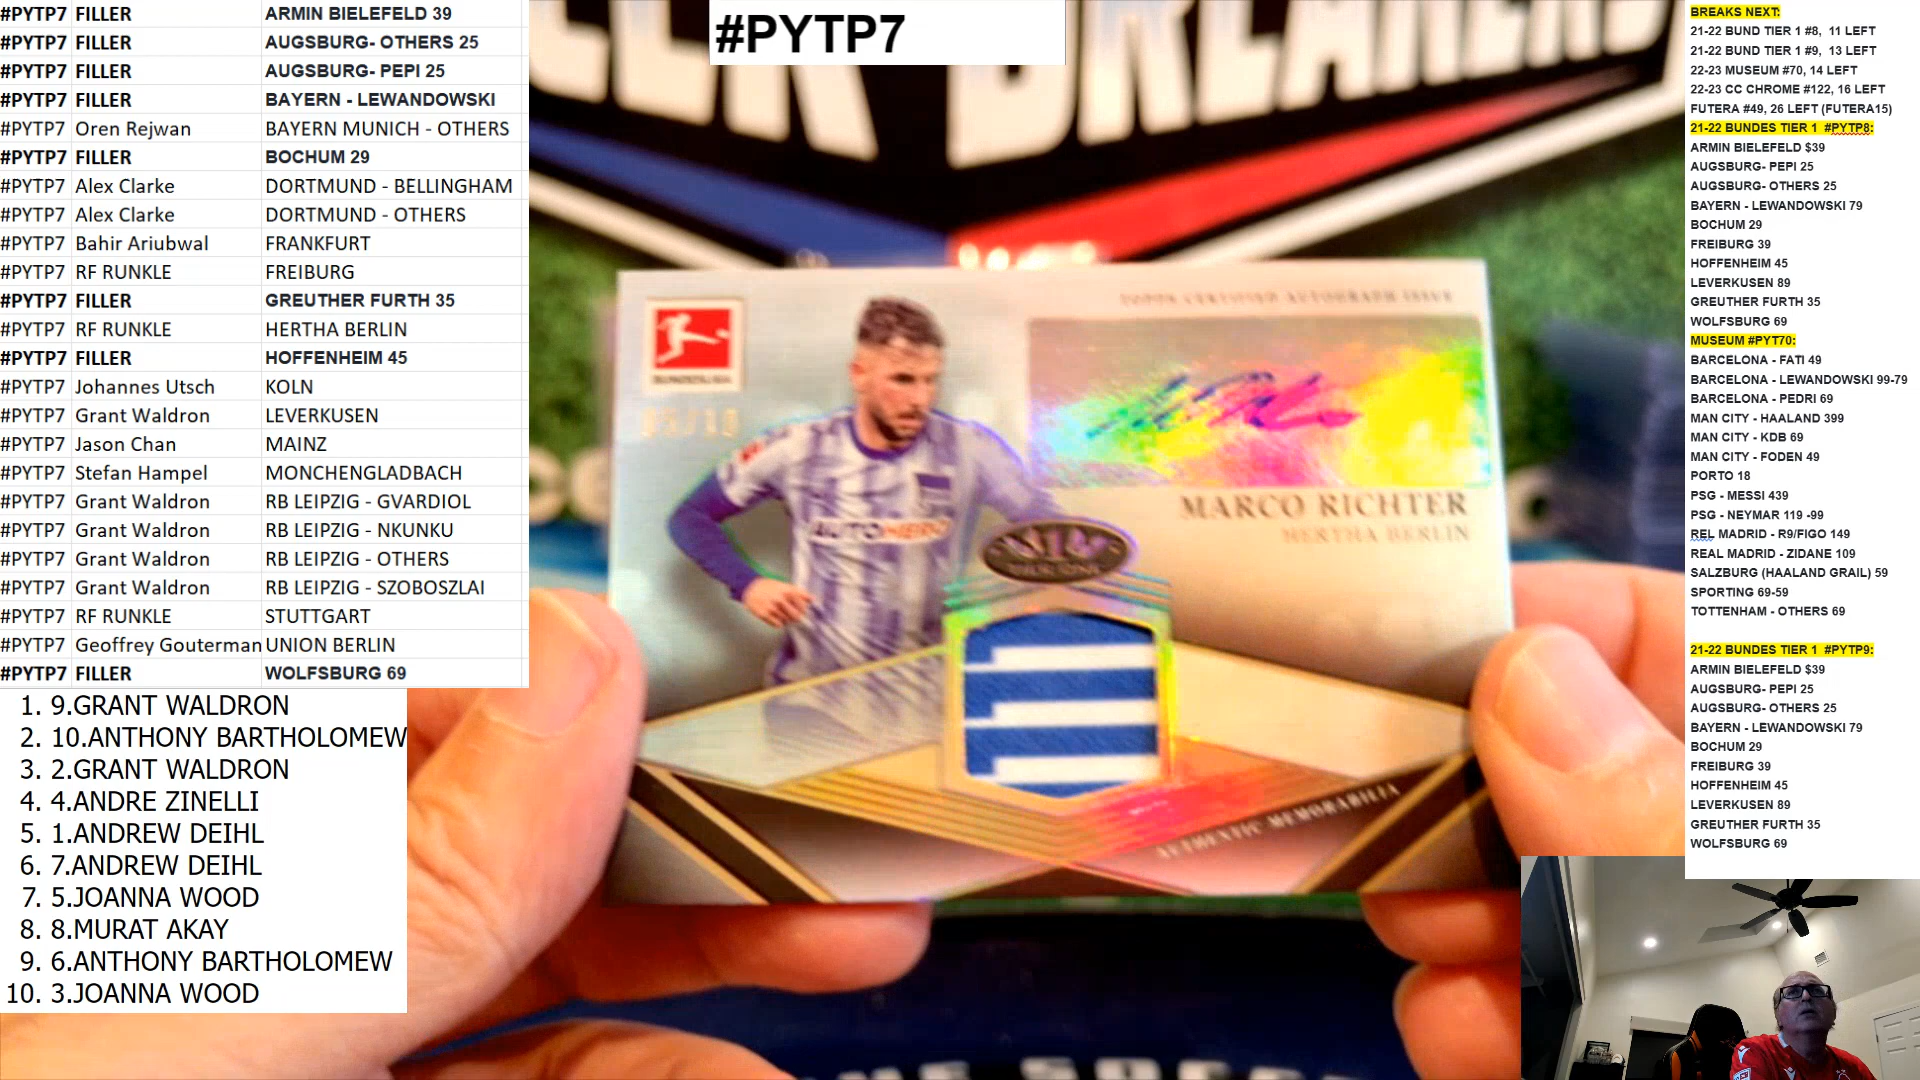 #PYTP7 FILLER ARMIN BIELEFELD 39
#PYTP7 FILLER AUGSBURG- OTHERS 25
#PYTP7 FILLER AUGSBURG- PEPI 25
#PYTP7 FILLER BAYERN - LEWANDOWSKI
#PYTP7 Oren Rejwan BAYERN MUNICH - OTHERS
#PYTP7 FILLER BOCHUM 29
#PYTP7 Alex Clarke DORTMUND - BELLINGHAM
#PYTP7 Alex Clarke DORTMUND - OTHERS
#PYTP7 Bahir Ariubwal FRANKFURT
#PYTP7 RF RUNKLE FREIBURG
#PYTP7 FILLER GREUTHER FURTH 35
#PYTP7 RF RUNKLE HERTHA BERLIN
#PYTP7 FILLER HOFFENHEIM 45
#PYTP7 Johannes Utsch KOLN
#PYTP7 Grant Waldron LEVERKUSEN
#PYTP7 Jason Chan MAINZ
#PYTP7 Stefan Hampel MONCHENGLADBACH
#PYTP7 Grant Waldron RB LEIPZIG - GVARDIOL
#PYTP7 Grant Waldron RB LEIPZIG - NKUNKU
#PYTP7 Grant Waldron RB LEIPZIG - OTHERS
#PYTP7 Grant Waldron RB LEIPZIG - SZOBOSZLAI
#PYTP7 RF RUNKLE STUTTGART
#PYTP7 Geoffrey Gouterman UNION BERLIN
#PYTP7 FILLER WOLFSBURG 69
1. 9.GRANT WALDRON
2. 10.ANTHONY BARTHOLOMEW
3. 2.GRANT WALDRON
4. 4.ANDRE ZINELLI
5. 1.ANDREW DEIHL
6. 7.ANDREW DEIHL
7. 5.JOANNA WOOD
8. 8.MURAT AKAY
9. 6.ANTHONY BARTHOLOMEW
10. 3.JOANNA WOOD
#PYTP7
TOPPS CERTIFIED AUTOGRAPH ISSUE
BUNDESLIGA
AUTOHERO
MARCO RICHTER
HERTHA BERLIN
AUTHENTIC MEMORABILIA
BREAKS NEXT:
21-22 BUND TIER 1 #8, 11 LEFT
21-22 BUND TIER 1 #9, 13 LEFT
22-23 MUSEUM #70, 14 LEFT
22-23 CC CHROME #122, 16 LEFT
FUTERA #49, 26 LEFT (FUTERA15)
21-22 BUNDES TIER 1 #PYTP8:
ARMIN BIELEFELD $39
AUGSBURG- PEPI 25
AUGSBURG- OTHERS 25
BAYERN - LEWANDOWSKI 79
BOCHUM 29
FREIBURG 39
HOFFENHEIM 45
LEVERKUSEN 89
GREUTHER FURTH 35
WOLFSBURG 69
MUSEUM #PYT70:
BARCELONA - FATI 49
BARCELONA - LEWANDOWSKI 99-79
BARCELONA - PEDRI 69
MAN CITY - HAALAND 399
MAN CITY - KDB 69
MAN CITY - FODEN 49
PORTO 18
PSG - MESSI 439
PSG - NEYMAR 119 -99
REL MADRID - R9/FIGO 149
REAL MADRID - ZIDANE 109
SALZBURG (HAALAND GRAIL) 59
SPORTING 69-59
TOTTENHAM - OTHERS 69
21-22 BUNDES TIER 1 #PYTP9:
ARMIN BIELEFELD $39
AUGSBURG- PEPI 25
AUGSBURG- OTHERS 25
BAYERN - LEWANDOWSKI 79
BOCHUM 29
FREIBURG 39
HOFFENHEIM 45
LEVERKUSEN 89
GREUTHER FURTH 35
WOLFSBURG 69